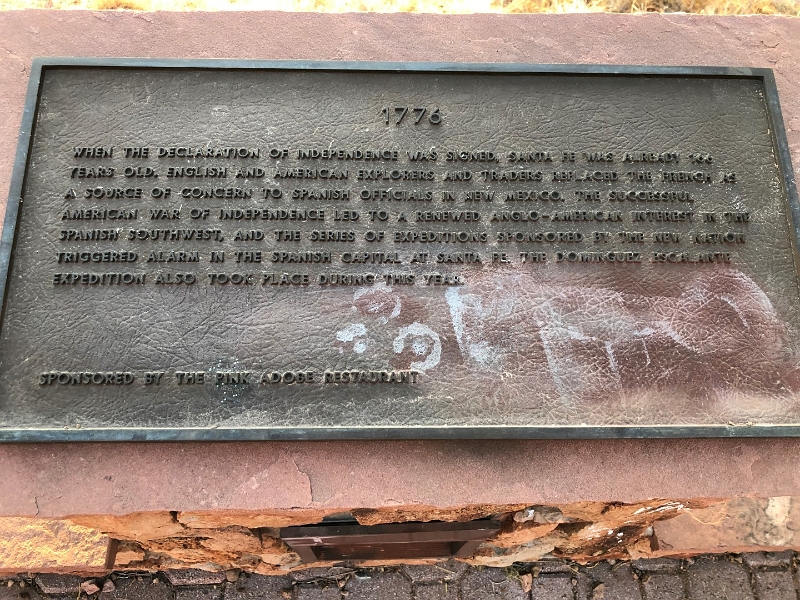 1776
WHEN THE DECLARATION OF INDEPENDENCE WAS SIGNED, SANTA FE WAS ALREADY 166
YEARS OLD. ENGLISH AND AMERICAN EXPLORERS AND TRADERS REPLACED THE FRENCH AS
A SOURCE OF CONCERN TO SPANISH OFFICIALS IN NEW MEXICO. THE SUCCESSFUL
AMERICAN WAR OF INDEPENDENCE LED TO A RENEWED ANGLO-AMERICAN INTEREST IN THE
SPANISH SOUTHWEST, AND THE SERIES OF EXPEDITIONS SPONSORED BY THE NEW NATION
TRIGGERED ALARM IN THE SPANISH CAPITAL AT SANTA FE. THE DOMINGUEZ ESCALANTE
EXPEDITION ALSO TOOK PLACE DURING THIS YEAR.
SPONSORED BY THE PINK ADOBE RESTAURANT